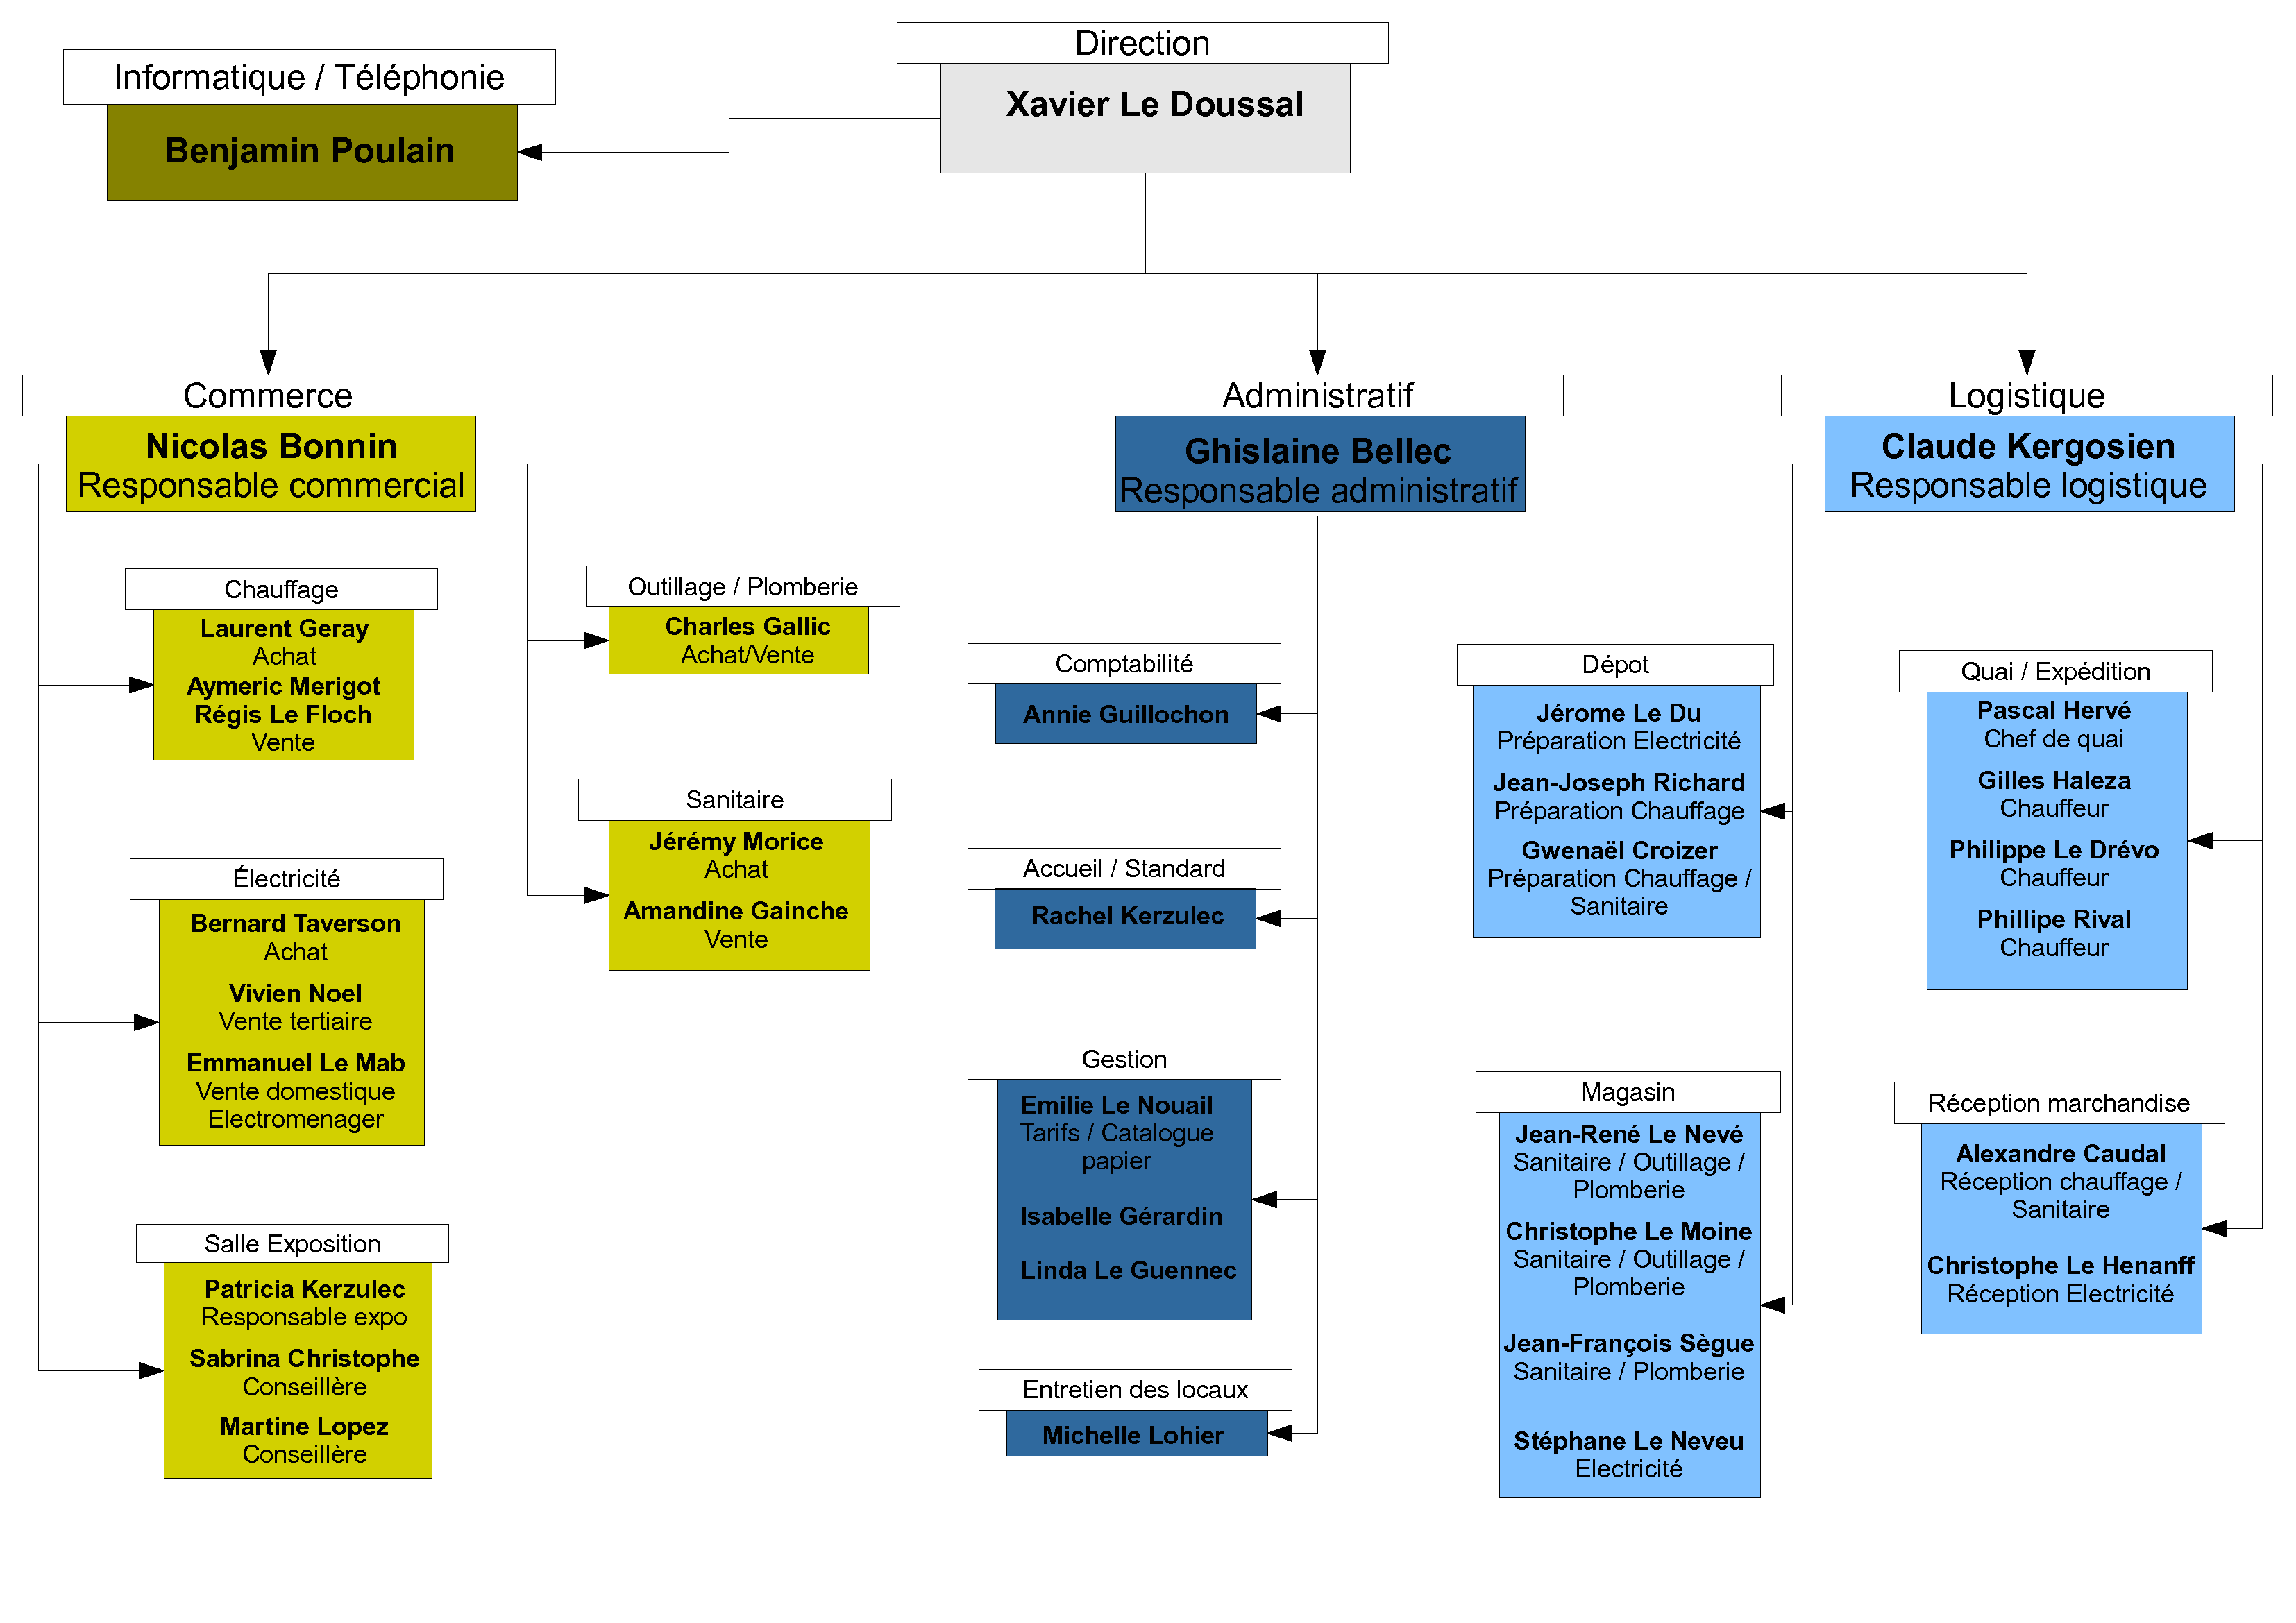 Direction
Xavier Le Doussal
Informatique / Téléphonie
Benjamin Poulain
Commerce
Nicolas Bonnin
Responsable commercial
Chauffage
Laurent Geray
Achat
Aymeric Merigot
Régis Le Floch
Vente
Électricité
Bernard Taverson
Achat
Vivien Noel
Vente tertiaire
Emmanuel Le Mab
Vente domestique
Electromenager
Salle Exposition
Patricia Kerzulec
Responsable expo
Sabrina Christophe
Conseillère
Martine Lopez
Conseillère
Outillage / Plomberie
Charles Gallic
Achat/Vente
Sanitaire
Jérémy Morice
Achat
Amandine Gainche
Vente
Administratif
Ghislaine Bellec
Responsable administratif
Comptabilité
Annie Guillochon
Accueil / Standard
Rachel Kerzulec
Gestion
Emilie Le Nouail
Tarifs / Catalogue
papier
Isabelle Gérardin
Linda Le Guennec
Entretien des locaux
Michelle Lohier
Logistique
Claude Kergosien
Responsable logistique
Dépot
Jérome Le Du
Préparation Electricité
Jean-Joseph Richard
Préparation Chauffage
Gwenaël Croizer
Préparation Chauffage /
Sanitaire
Magasin
Jean-René Le Nevé
Sanitaire / Outillage /
Plomberie
Christophe Le Moine
Sanitaire / Outillage /
Plomberie
Jean-François Sègue
Sanitaire / Plomberie
Stéphane Le Neveu
Electricité
Quai / Expédition
Pascal Hervé
Chef de quai
Gilles Haleza
Chauffeur
Philippe Le Drévo
Chauffeur
Phillipe Rival
Chauffeur
Réception marchandise
Alexandre Caudal
Réception chauffage /
Sanitaire
Christophe Le Henanff
Réception Electricité